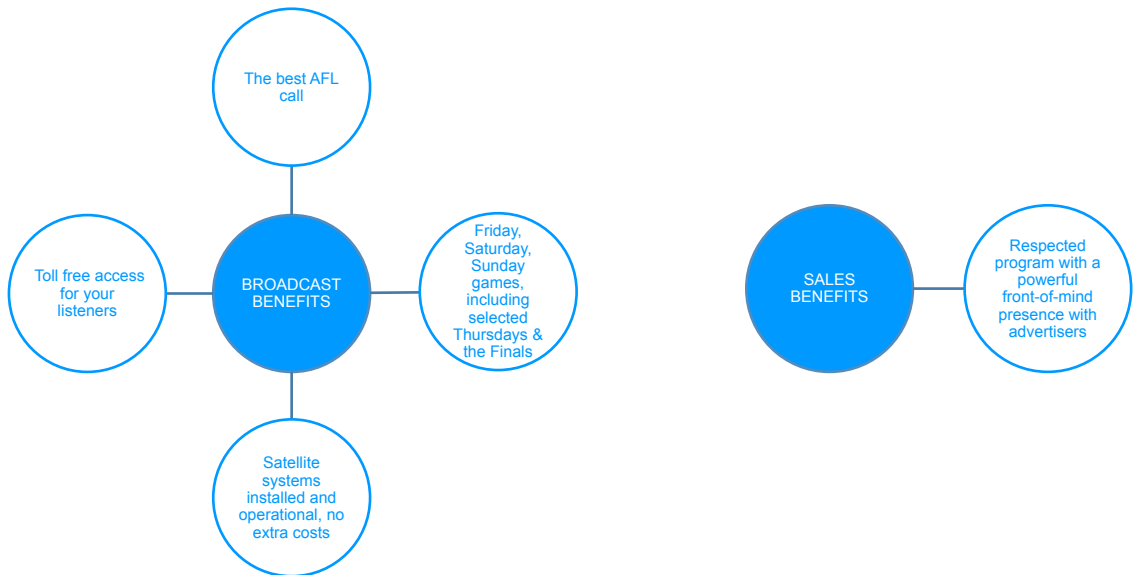 The best AFL
call
Toll free access
for your
listeners
BROADCAST
BENEFITS
Friday,
Saturday,
Sunday
games,
including
selected
Thursdays &
the Finals
Satellite
systems
installed and
operational, no
extra costs
SALES
BENEFITS
Respected
program with a
powerful
front-of-mind
presence with
advertisers